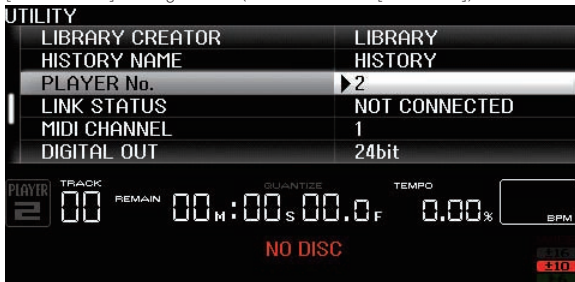 UTILITY
LIBRARY CREATOR LIBRARY
HISTORY NAME HISTORY
PLAYER No. 2
LINK STATUS NOT CONNECTED
MIDI CHANNEL 1
DIGITAL OUT 24bit
PLAYER TRACK REMAIN QUANTIZE TEMPO
2 00 00M:00S00.0F 0.00% BPM
NO DISC
±16
±10